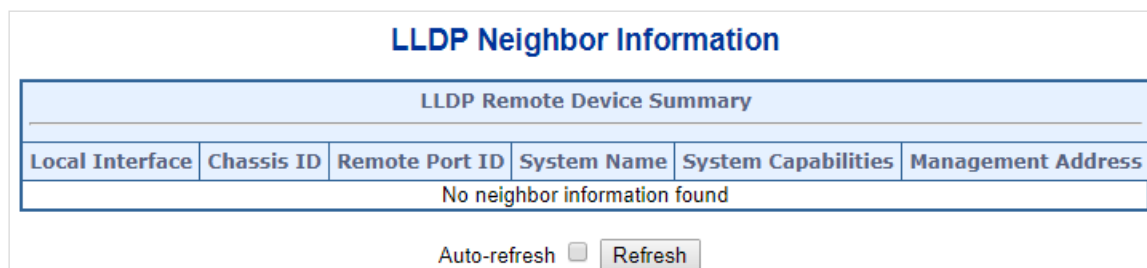 LLDP Neighbor Information
LLDP Remote Device Summary
Local Interface Chassis ID Remote Port ID System Name System Capabilities Management Address
No neighbor information found
Auto-refresh Refresh